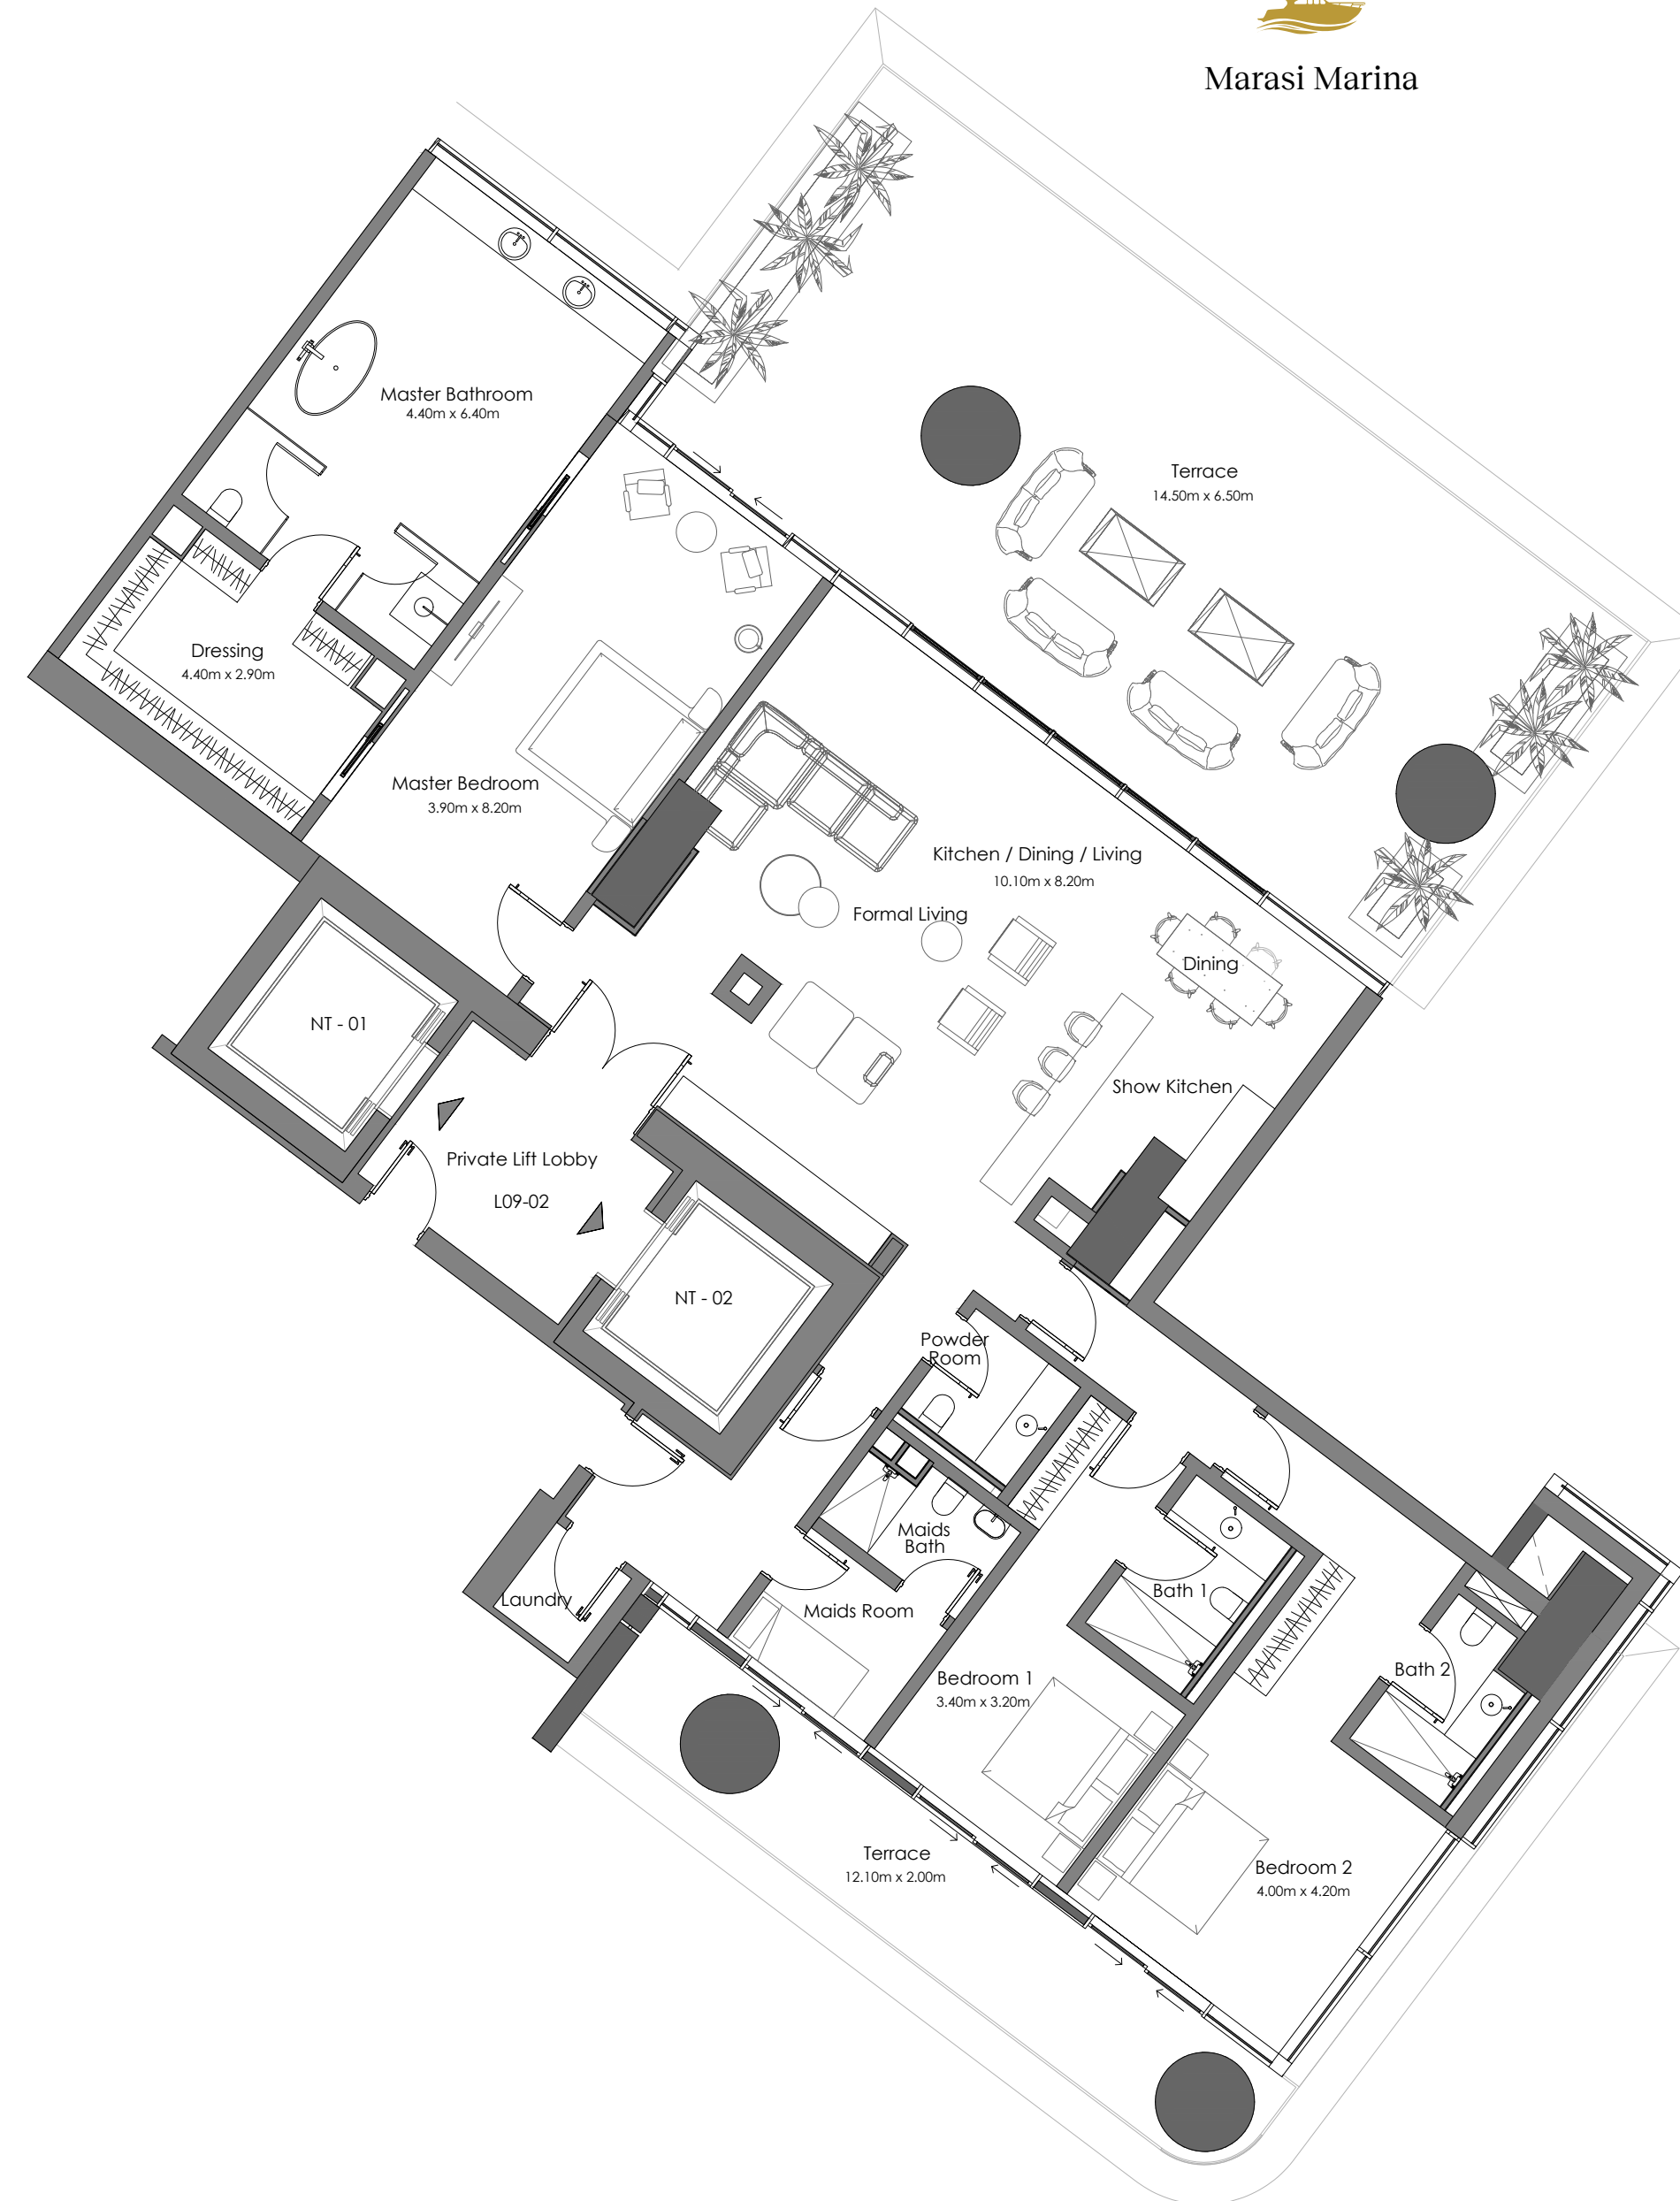 Marasi Marina
Master Bathroom
4.40m x 6.40m
Terrace
14.50m x 6.50m
Dressing
4.40m x 2.90m
Master Bedroom
3.90m x 8.20m
Kitchen / Dining / Living
10.10m x 8.20m
Formal Living
Dining
NT - 01
Show Kitchen
Private Lift Lobby
L09-02
NT - 02
Powder
Room
Maids
Bath
Laundry
Maids Room
Bath 1
Bedroom 1
3.40m x 3.20m
Bath 2
Terrace
12.10m x 2.00m
Bedroom 2
4.00m x 4.20m